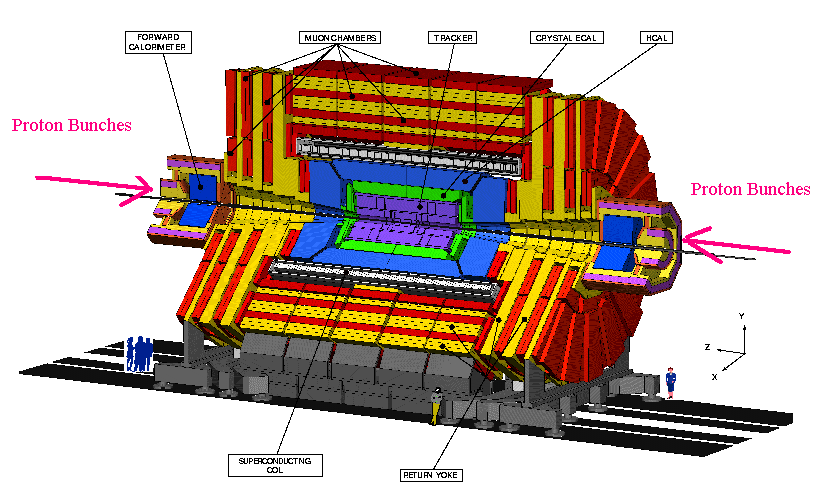 FORWARD
CALORIMETER
MUON CHAMBERS
TRACKER
CRYSTAL ECAL
HCAL
Proton Bunches
Proton Bunches
Y
Z
X
SUPERCONDUCTING
COIL
RETURN YOKE